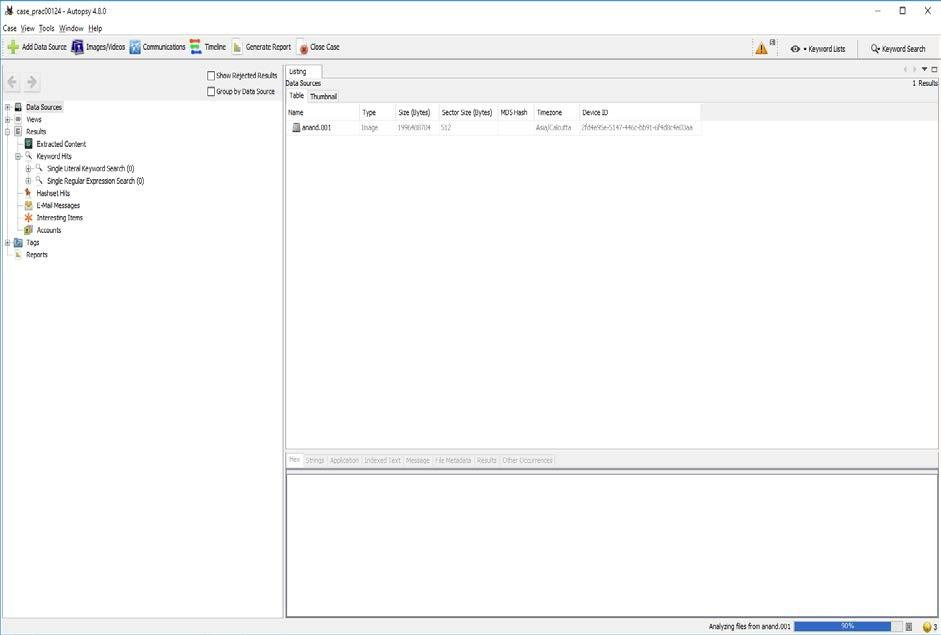 case_prac00124 - Autopsy 4.8.0
Case View Tools Window Help
Add Data Source Images/Videos Communications Timeline Generate Report Close Case Keyword Lists Keyword Search
Show Rejected Results
Group by Data Source
Data Sources
Views
Results
Extracted Content
Keyword Hits
Single Literal Keyword Search (0)
Single Regular Expression Search (0)
Hashset Hits
E-Mail Messages
Interesting Items
Accounts
Tags
Reports
Listing
Data Sources
1 Results
Table Thumbnail
Name Type Size (Bytes) Sector Size (Bytes) MD5 Hash Timezone Device ID
anand.001 Image 1996488704 512 Asia/Calcutta
Hex Strings Application Indexed Text Message File Metadata Results Other Occurrences
Analyzing files from anand.001 90% 3